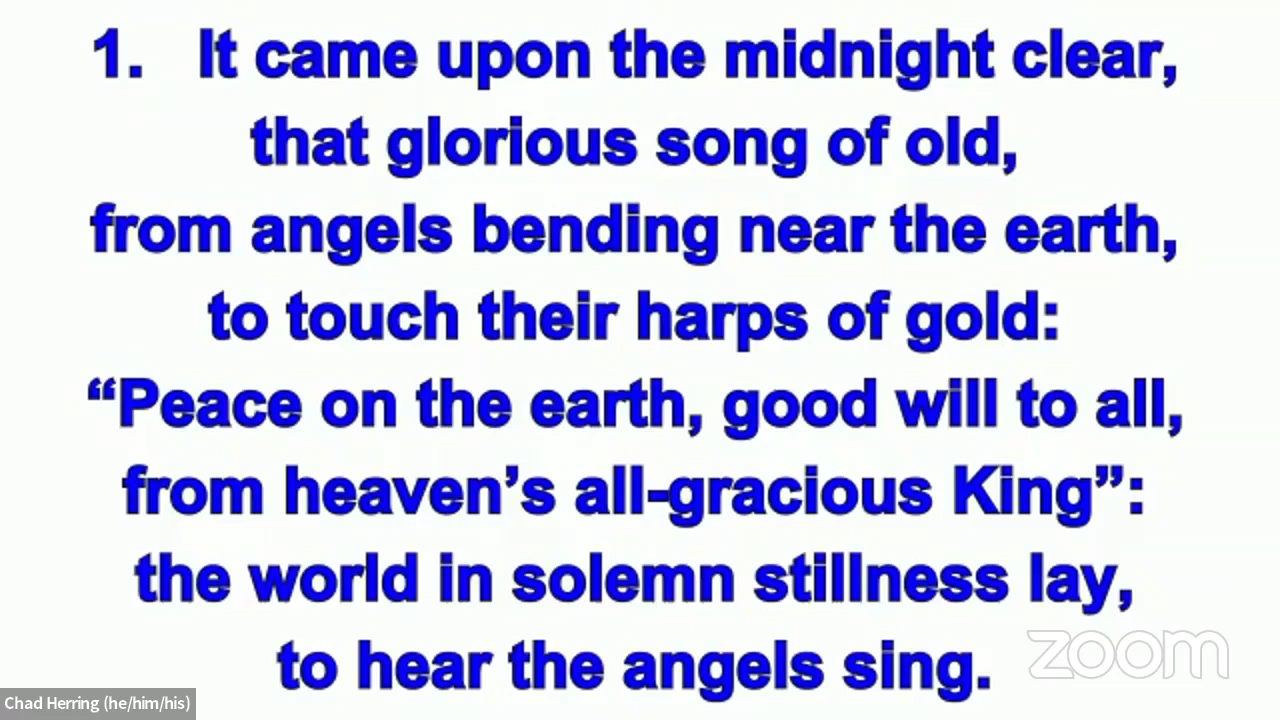 1. It came upon the midnight clear,
that glorious song of old,
from angels bending near the earth,
to touch their harps of gold:
“Peace on the earth, good will to all,
from heaven’s all-gracious King”:
the world in solemn stillness lay,
to hear the angels sing.
zoom
Chad Herring (he/him/his)